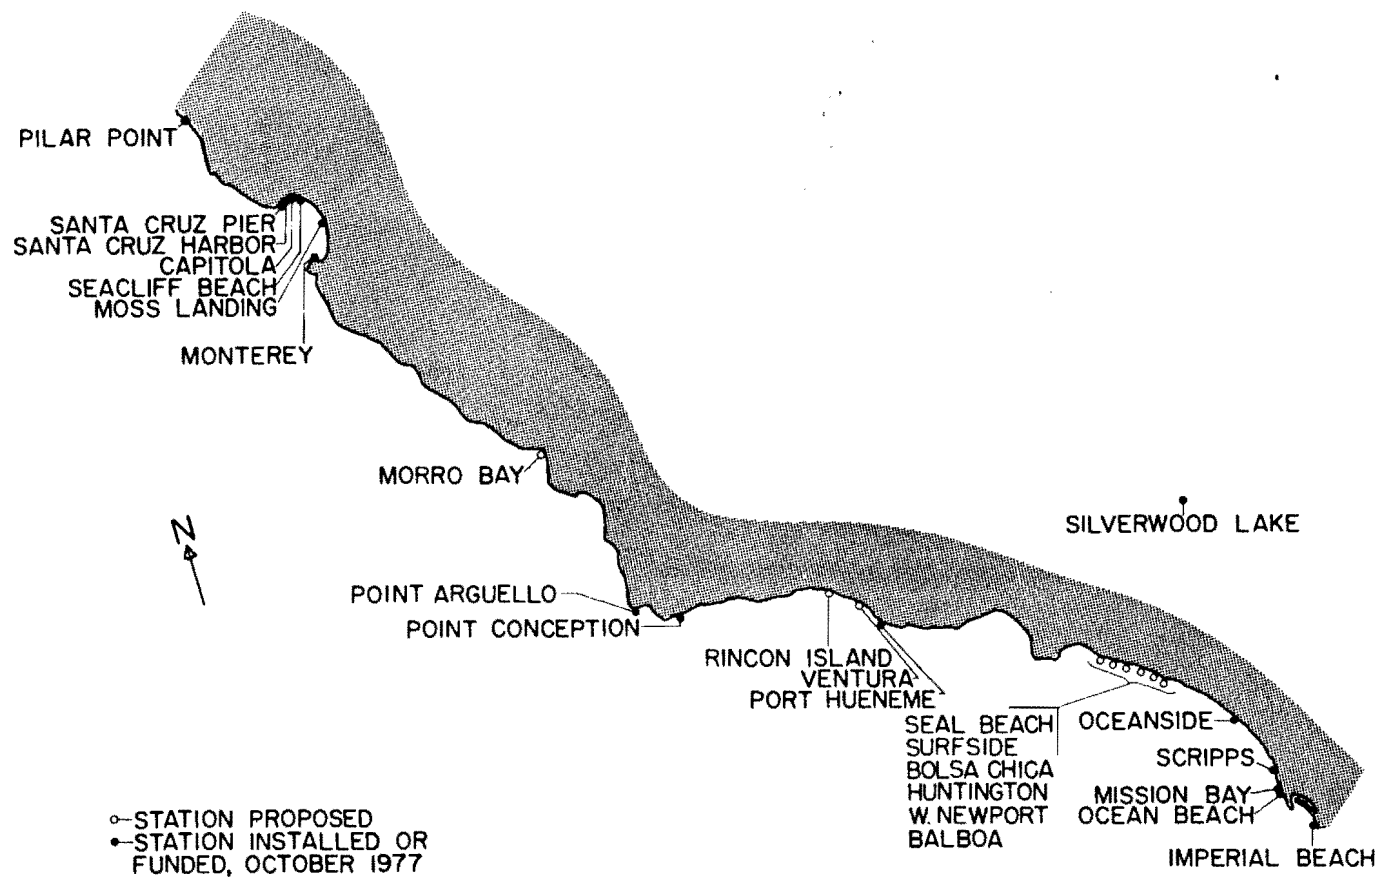 PILAR POINT
SANTA CRUZ PIER
SANTA CRUZ HARBOR
CAPITOLA
SEACLIFF BEACH
MOSS LANDING
MONTEREY
MORRO BAY
N
SILVERWOOD LAKE
POINT ARGUELLO
POINT CONCEPTION
RINCON ISLAND
VENTURA
PORT HUENEME
SEAL BEACH
SURFSIDE
BOLSA CHICA
HUNTINGTON
W. NEWPORT
BALBOA
OCEANSIDE
SCRIPPS
MISSION BAY
OCEAN BEACH
IMPERIAL BEACH
STATION PROPOSED
STATION INSTALLED OR
FUNDED, OCTOBER 1977